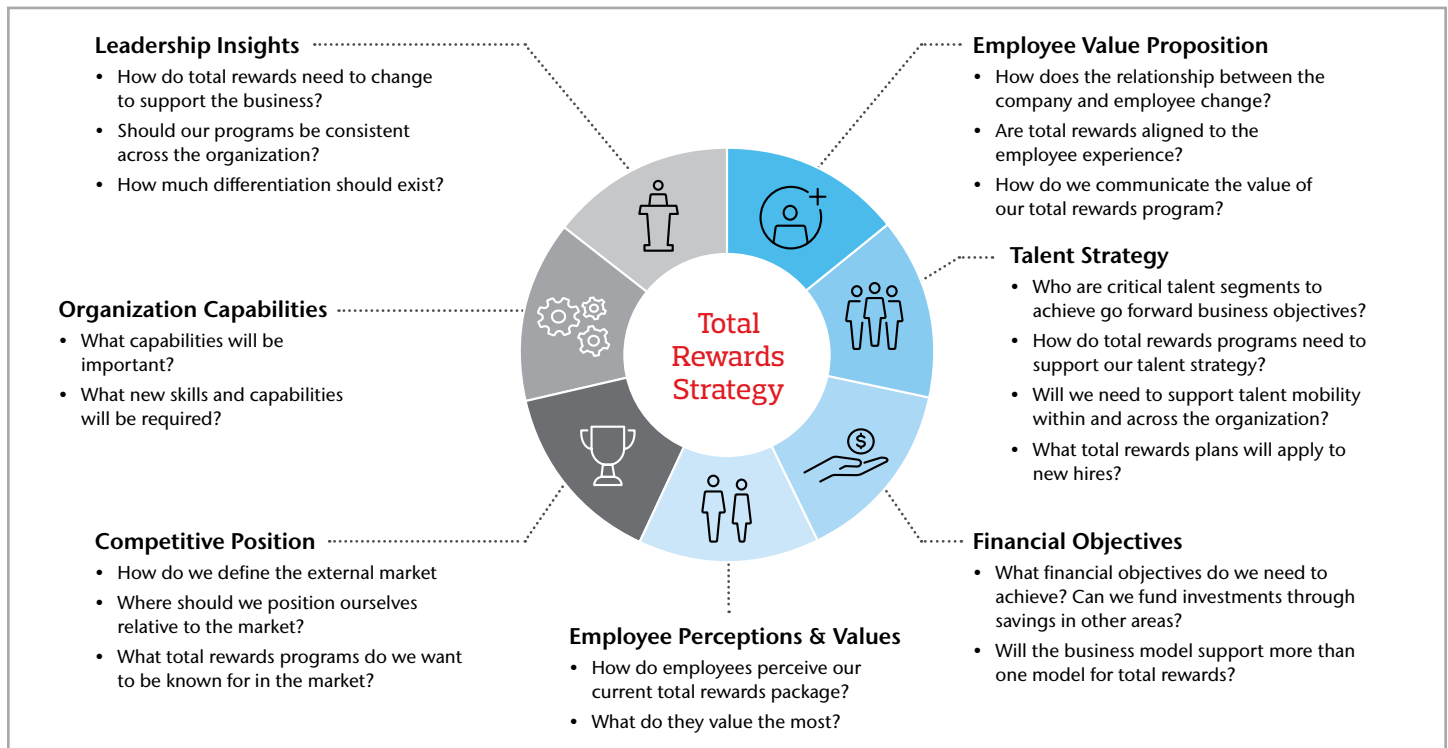 Leadership Insights
• How do total rewards need to change
to support the business?
• Should our programs be consistent
across the organization?
• How much differentiation should exist?
Organization Capabilities
• What capabilities will be
important?
• What new skills and capabilities
will be required?
Competitive Position
• How do we define the external market
• Where should we position ourselves
relative to the market?
• What total rewards programs do we want
to be known for in the market?
Total
Rewards
Strategy
$
Employee Perceptions & Values
• How do employees perceive our
current total rewards package?
• What do they value the most?
Employee Value Proposition
• How does the relationship between the
company and employee change?
• Are total rewards aligned to the
employee experience?
• How do we communicate the value of
our total rewards program?
Talent Strategy
• Who are critical talent segments to
achieve go forward business objectives?
• How do total rewards programs need to
support our talent strategy?
• Will we need to support talent mobility
within and across the organization?
• What total rewards plans will apply to
new hires?
Financial Objectives
• What financial objectives do we need to
achieve? Can we fund investments through
savings in other areas?
• Will the business model support more than
one model for total rewards?